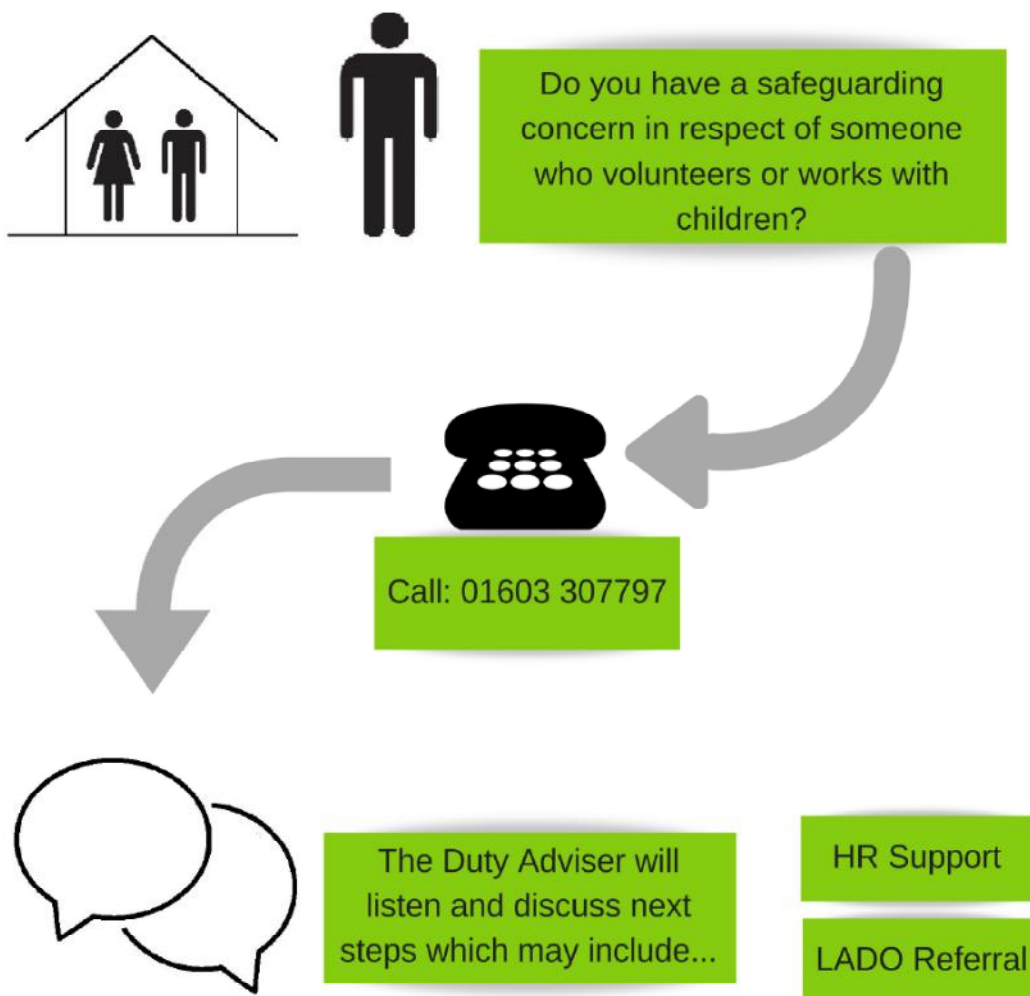 Do you have a safeguarding
concern in respect of someone
who volunteers or works with
children?
Call: 01603 307797
The Duty Adviser will
listen and discuss next
steps which may include...
HR Support
LADO Referral